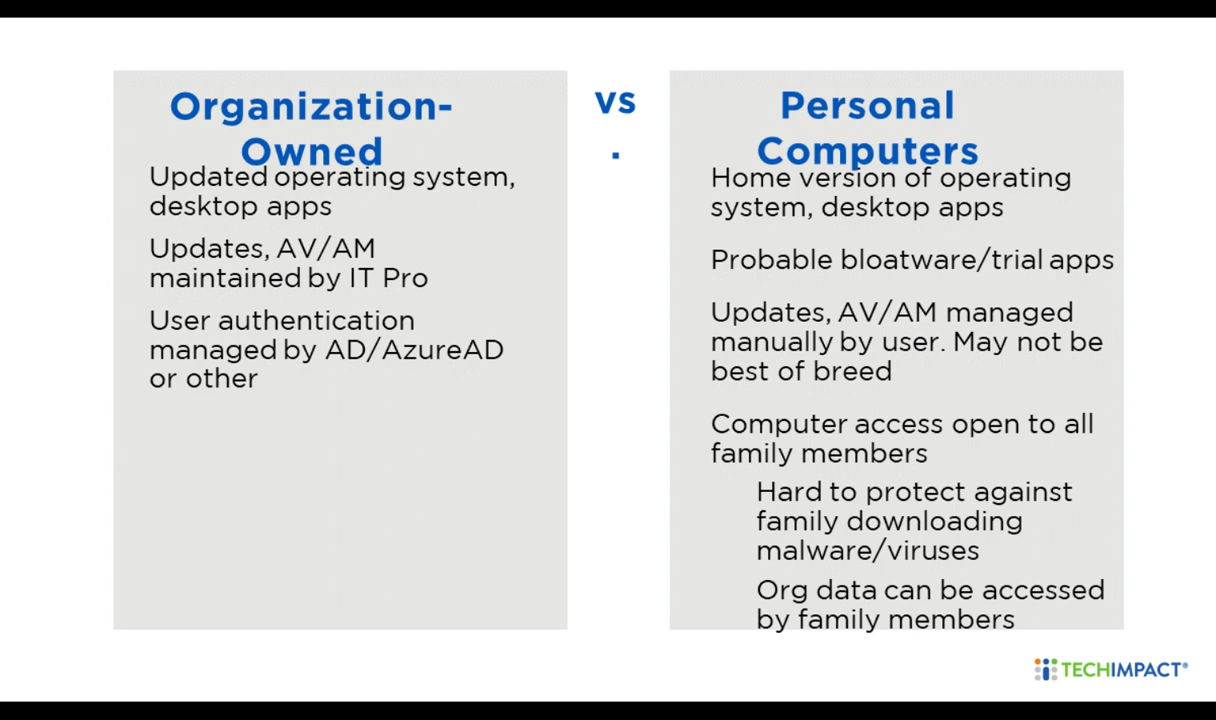 Organization-
Owned
Updated operating system,
desktop apps
Updates, AV/AM
maintained by IT Pro
User authentication
managed by AD/AzureAD
or other
vs
.
Personal
Computers
Home version of operating
system, desktop apps
Probable bloatware/trial apps
Updates, AV/AM managed
manually by user. May not be
best of breed
Computer access open to all
family members
Hard to protect against
family downloading
malware/viruses
Org data can be accessed
by family members
TECHIMPACT®